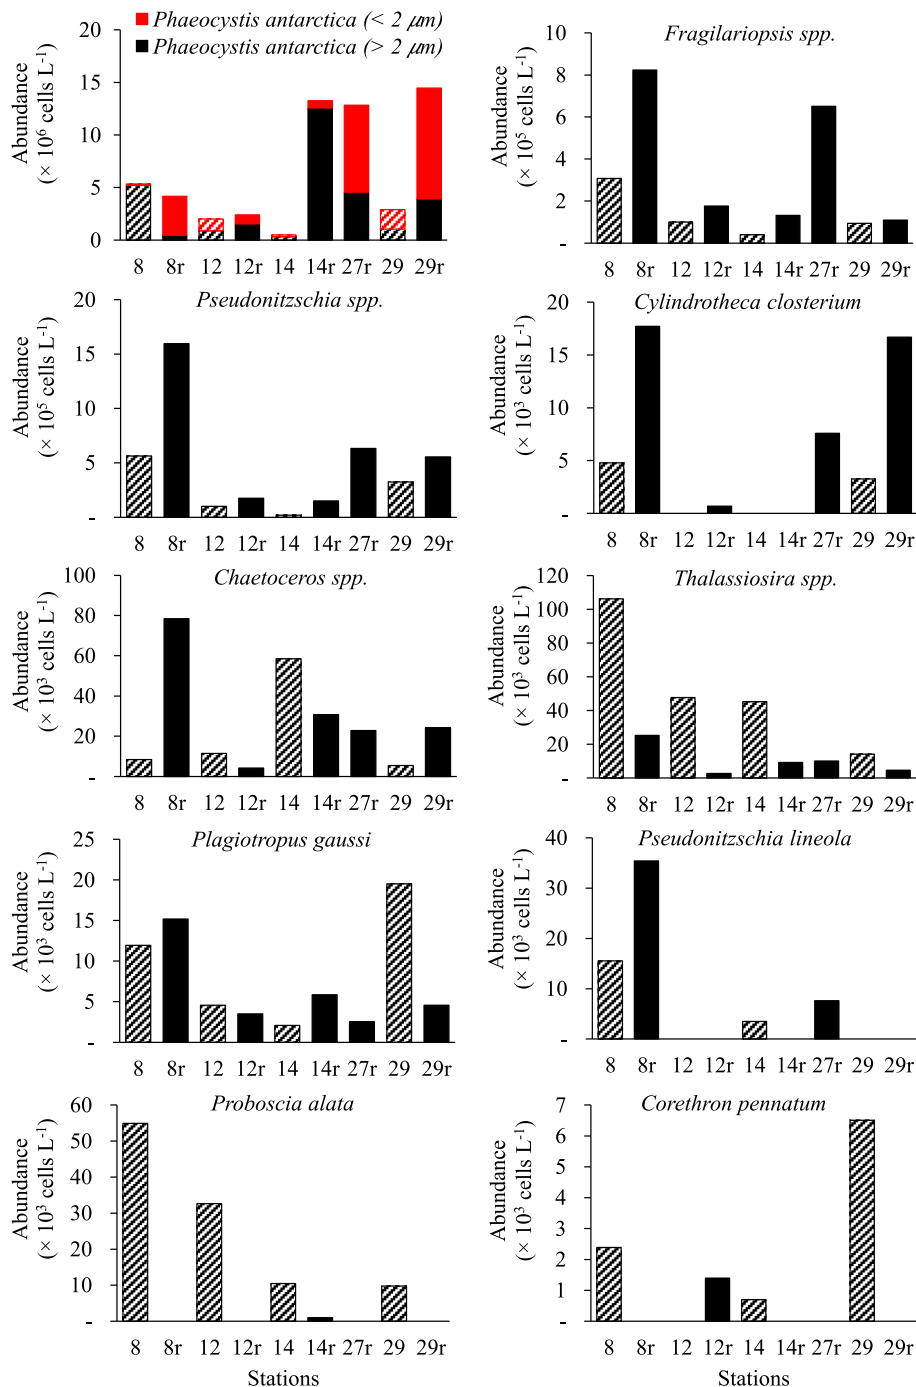 Phaeocystis antarctica (< 2 µm)
Phaeocystis antarctica (> 2 µm)
Abundance
(× 10⁶ cells L⁻¹)
20
15
10
5
0
8 8r 12 12r 14 14r 27r 29 29r
Fragilariopsis spp.
Abundance
(× 10⁵ cells L⁻¹)
10
8
6
4
2
-
8 8r 12 12r 14 14r 27r 29 29r
Pseudonitzschia spp.
Abundance
(× 10⁵ cells L⁻¹)
20
15
10
5
-
8 8r 12 12r 14 14r 27r 29 29r
Cylindrotheca closterium
Abundance
(× 10³ cells L⁻¹)
20
15
10
5
-
8 8r 12 12r 14 14r 27r 29 29r
Chaetoceros spp.
Abundance
(× 10³ cells L⁻¹)
100
80
60
40
20
-
8 8r 12 12r 14 14r 27r 29 29r
Thalassiosira spp.
Abundance
(× 10³ cells L⁻¹)
120
100
80
60
40
20
-
8 8r 12 12r 14 14r 27r 29 29r
Plagiotropus gaussi
Abundance
(× 10³ cells L⁻¹)
25
20
15
10
5
-
8 8r 12 12r 14 14r 27r 29 29r
Pseudonitzschia lineola
Abundance
(× 10³ cells L⁻¹)
40
30
20
10
-
8 8r 12 12r 14 14r 27r 29 29r
Proboscia alata
Abundance
(× 10³ cells L⁻¹)
60
50
40
30
20
10
-
8 8r 12 12r 14 14r 27r 29 29r
Stations
Corethron pennatum
Abundance
(× 10³ cells L⁻¹)
7
6
5
4
3
2
1
-
8 8r 12 12r 14 14r 27r 29 29r
Stations